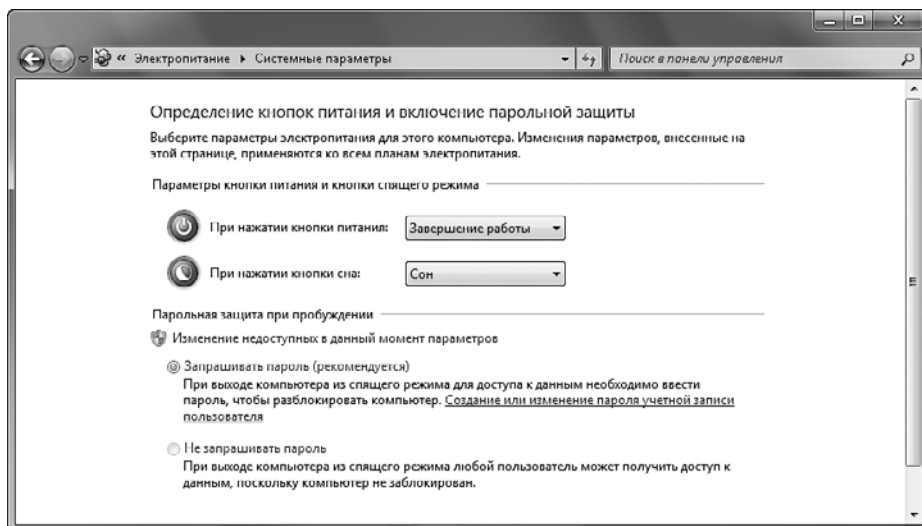 « Электропитание ▸ Системные параметры
Поиск в панели управления
Определение кнопок питания и включение парольной защиты
Выберите параметры электропитания для этого компьютера. Изменения параметров, внесенные на
этой странице, применяются ко всем планам электропитания.
Параметры кнопки питания и кнопки спящего режима
При нажатии кнопки питания: Завершение работы
При нажатии кнопки сна: Сон
Парольная защита при пробуждении
Изменение недоступных в данный момент параметров
Запрашивать пароль (рекомендуется)
При выходе компьютера из спящего режима для доступа к данным необходимо ввести
пароль, чтобы разблокировать компьютер. Создание или изменение пароля учетной записи
пользователя
Не запрашивать пароль
При выходе компьютера из спящего режима любой пользователь может получить доступ к
данным, поскольку компьютер не заблокирован.